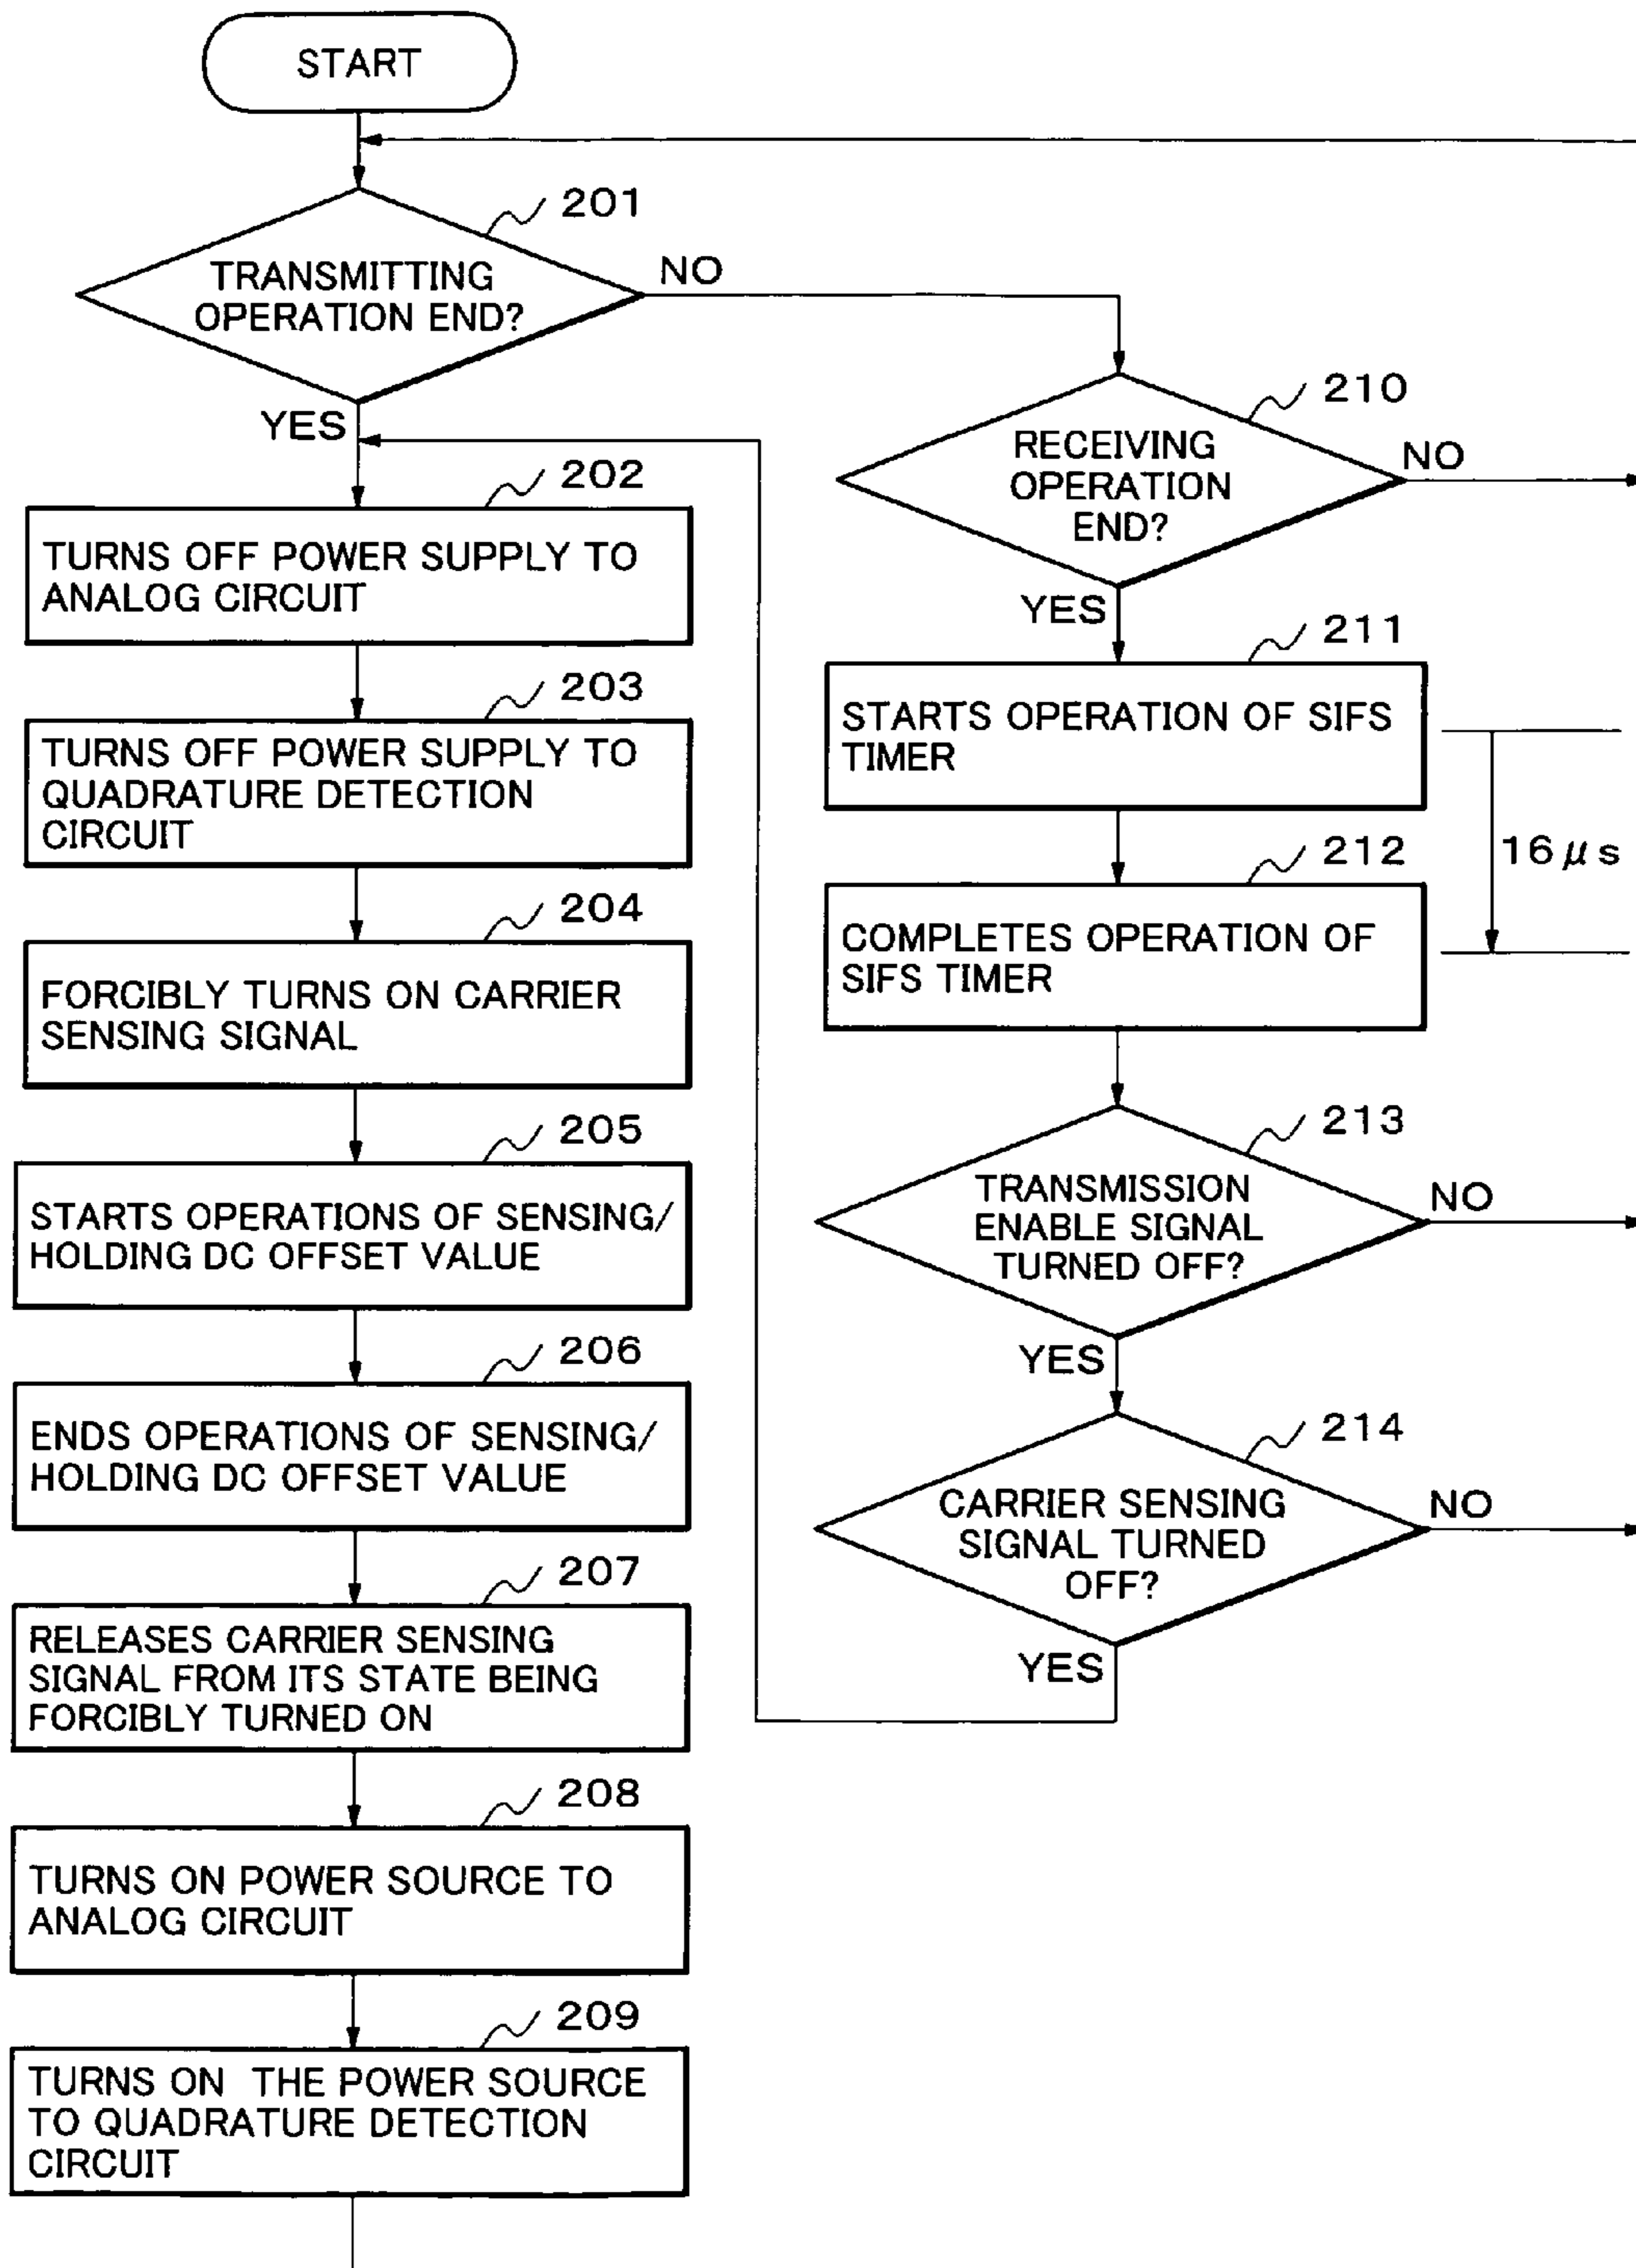 START
201
TRANSMITTING
OPERATION END?
NO
YES
202
TURNS OFF POWER SUPPLY TO
ANALOG CIRCUIT
203
TURNS OFF POWER SUPPLY TO
QUADRATURE DETECTION
CIRCUIT
204
FORCIBLY TURNS ON CARRIER
SENSING SIGNAL
205
STARTS OPERATIONS OF SENSING/
HOLDING DC OFFSET VALUE
206
ENDS OPERATIONS OF SENSING/
HOLDING DC OFFSET VALUE
207
RELEASES CARRIER SENSING
SIGNAL FROM ITS STATE BEING
FORCIBLY TURNED ON
208
TURNS ON POWER SOURCE TO
ANALOG CIRCUIT
209
TURNS ON THE POWER SOURCE
TO QUADRATURE DETECTION
CIRCUIT
210
RECEIVING
OPERATION
END?
NO
YES
211
STARTS OPERATION OF SIFS
TIMER
16μs
212
COMPLETES OPERATION OF
SIFS TIMER
213
TRANSMISSION
ENABLE SIGNAL
TURNED OFF?
NO
YES
214
CARRIER SENSING
SIGNAL TURNED
OFF?
NO
YES